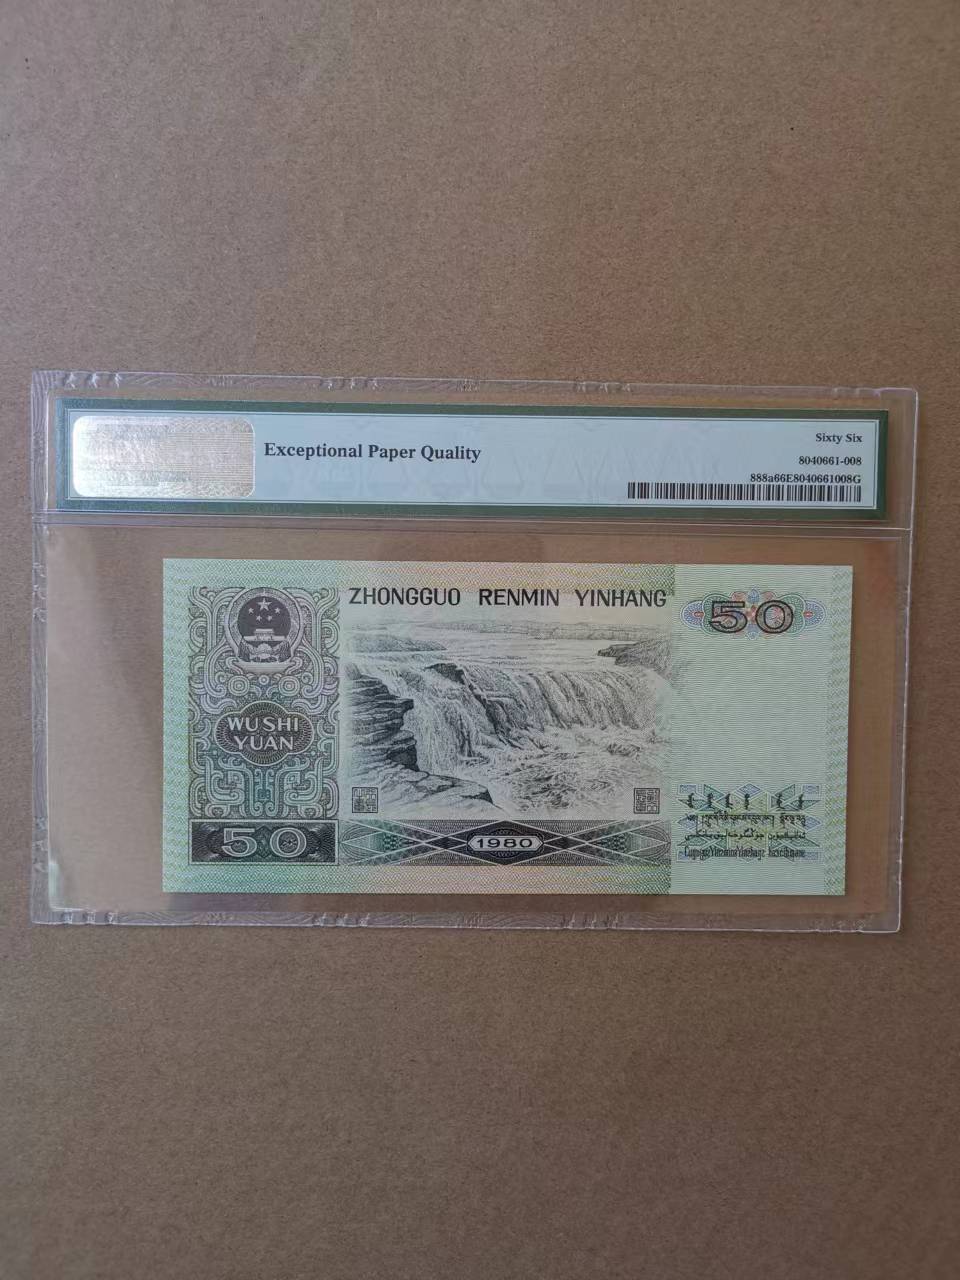 Exceptional Paper Quality
Sixty Six
8040661-008
888a66E8040661008G
ZHONGGUO RENMIN YINHANG
50
WU SHI
YUAN
50
1980